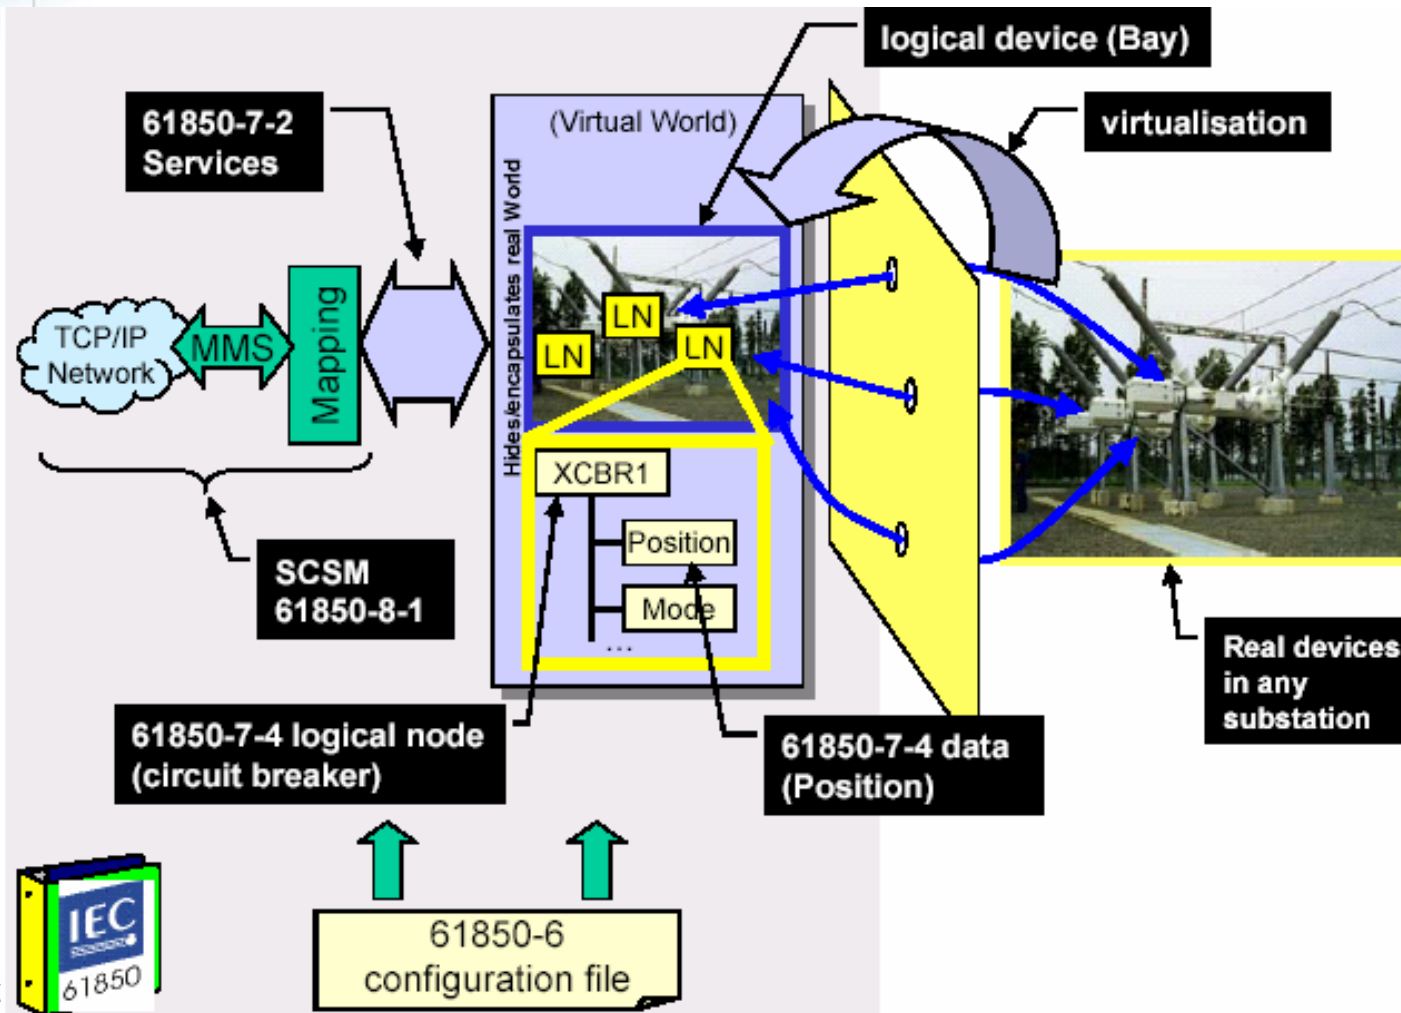 logical device (Bay)
61850-7-2
Services
(Virtual World)
virtualisation
Hides/encapsulates real World
TCP/IP
Network
MMS
Mapping
LN
LN
LN
XCBR1
Position
Mode
...
SCSM
61850-8-1
Real devices
in any
substation
61850-7-4 logical node
(circuit breaker)
61850-7-4 data
(Position)
IEC
61850
61850-6
configuration file